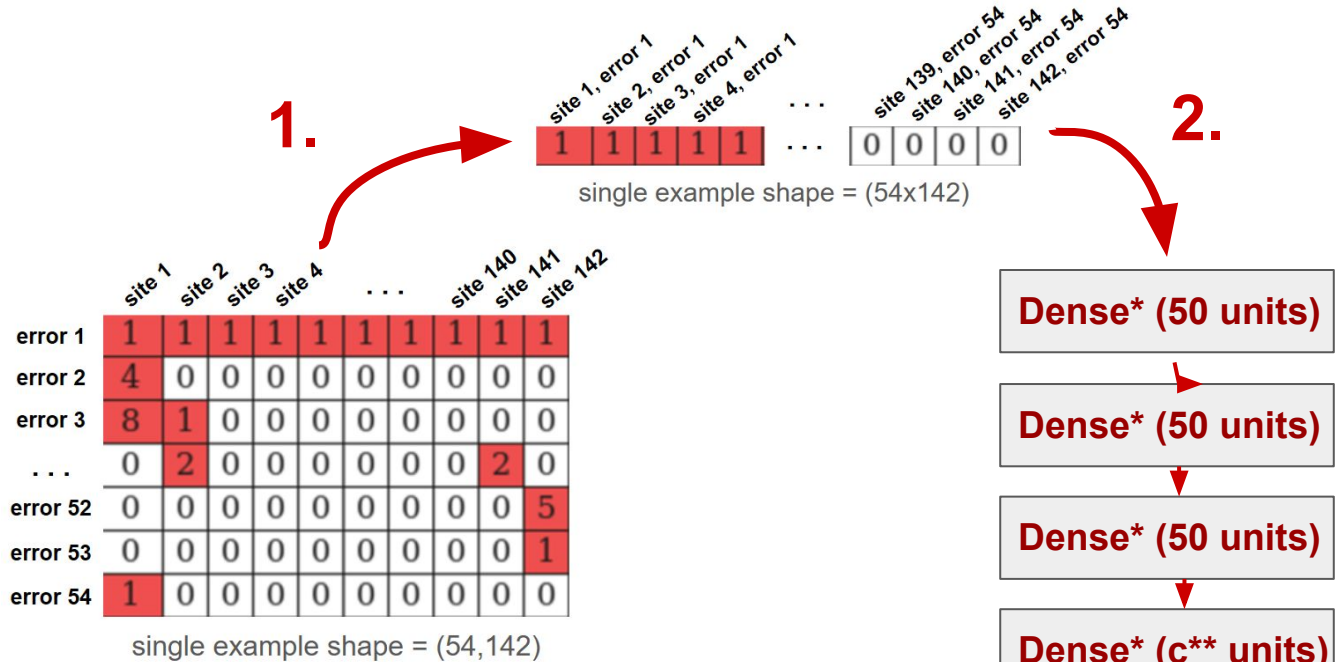 site 1, error 1
site 2, error 1
site 3, error 1
site 4, error 1
. . .
site 139, error 54
site 140, error 54
site 141, error 54
site 142, error 54
1.
1 1 1 1 1 . . . 0 0 0 0
2.
single example shape = (54x142)
site 1
site 2
site 3
site 4
. . .
site 140
site 141
site 142
error 1 1 1 1 1 1 1 1 1 1 1
error 2 4 0 0 0 0 0 0 0 0 0
error 3 8 1 0 0 0 0 0 0 0 0
. . . 0 2 0 0 0 0 0 0 2 0
error 52 0 0 0 0 0 0 0 0 0 5
error 53 0 0 0 0 0 0 0 0 0 1
error 54 1 0 0 0 0 0 0 0 0 0
single example shape = (54,142)
Dense* (50 units)
Dense* (50 units)
Dense* (50 units)
Dense* (c** units)